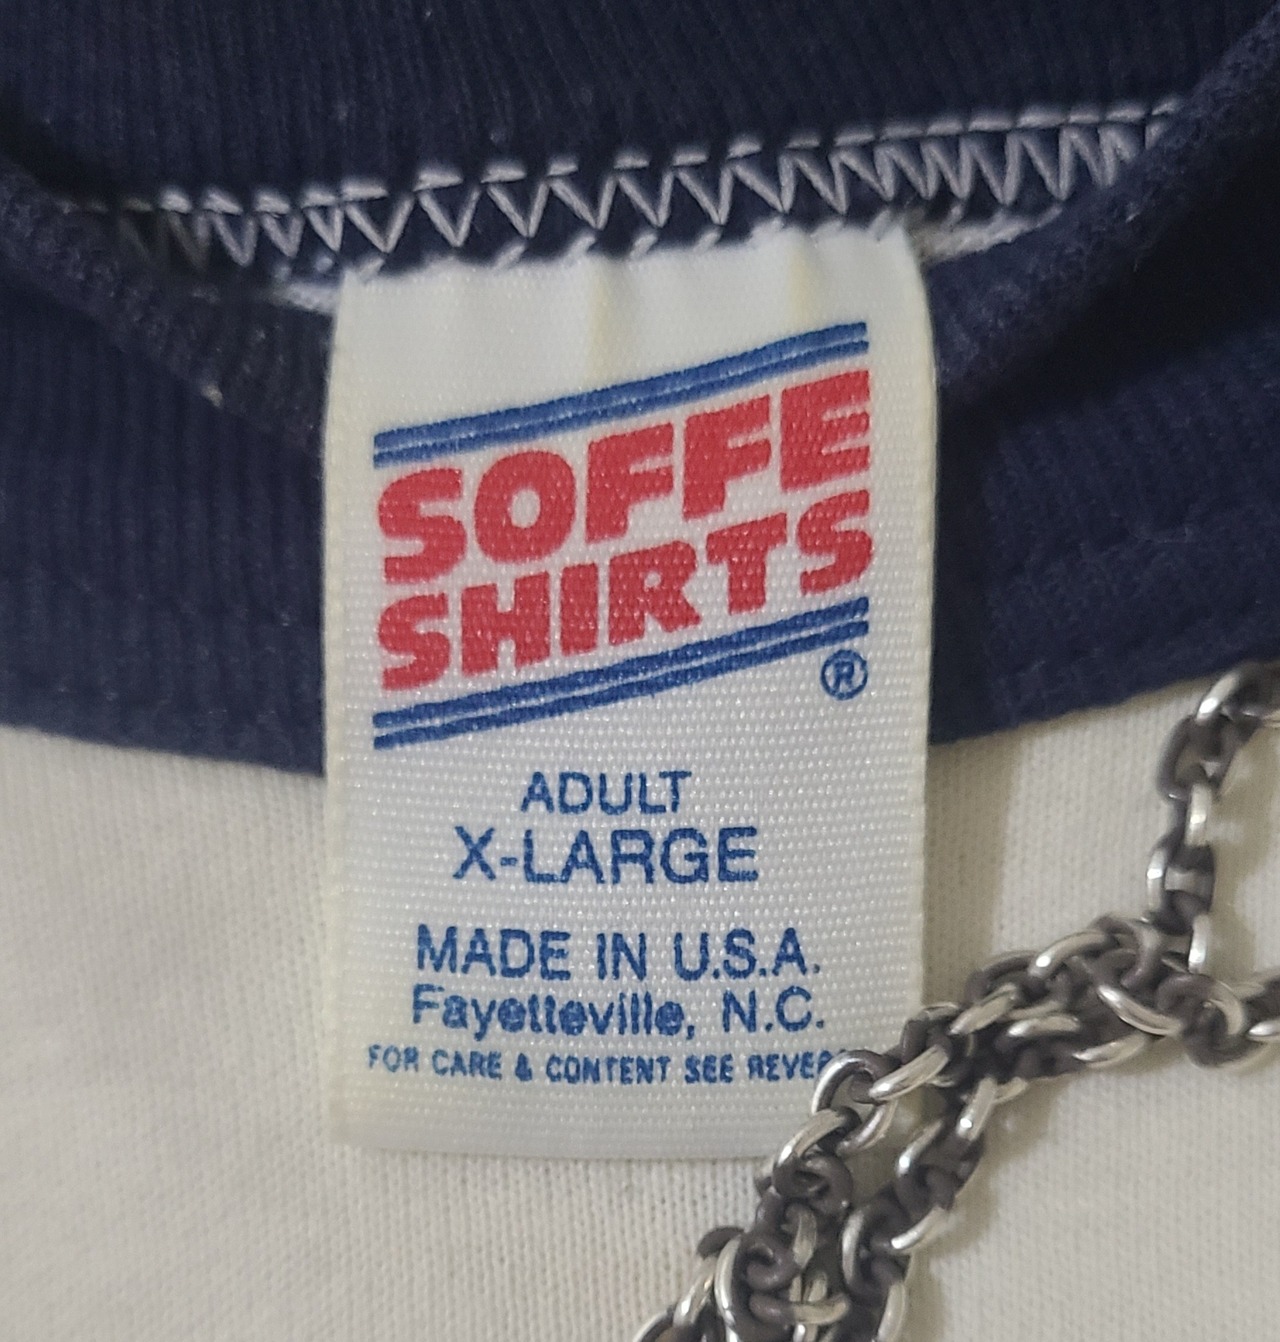 SOFFE
SHIRTS
®
ADULT
X-LARGE
MADE IN U.S.A.
Fayetteville, N.C.
FOR CARE & CONTENT SEE